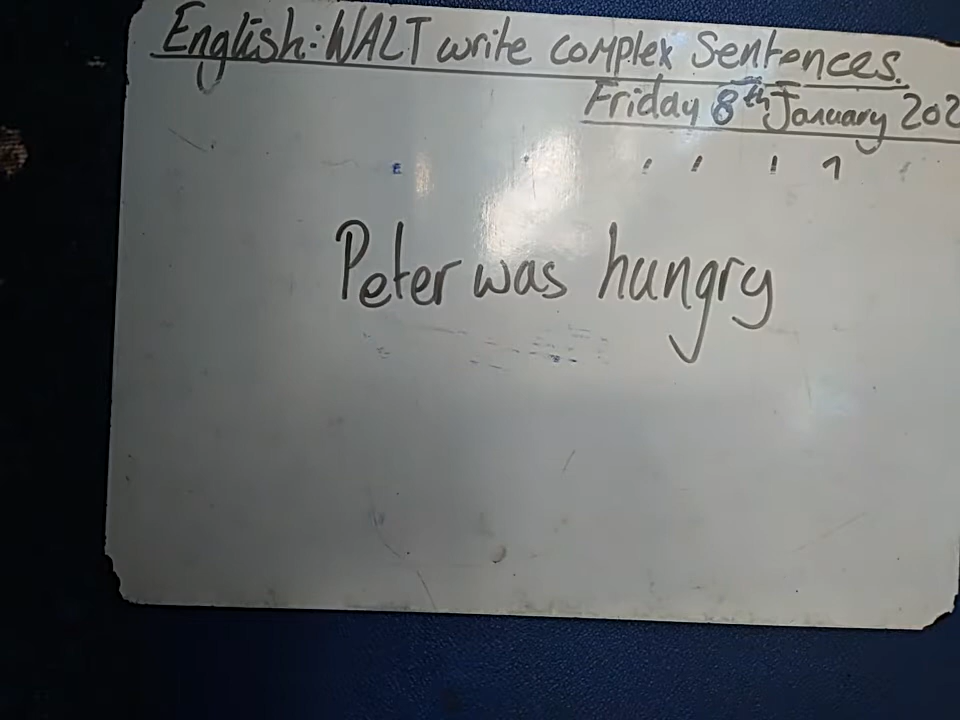 English: WALT write complex sentences.
Friday 8th January
Peter was hungry